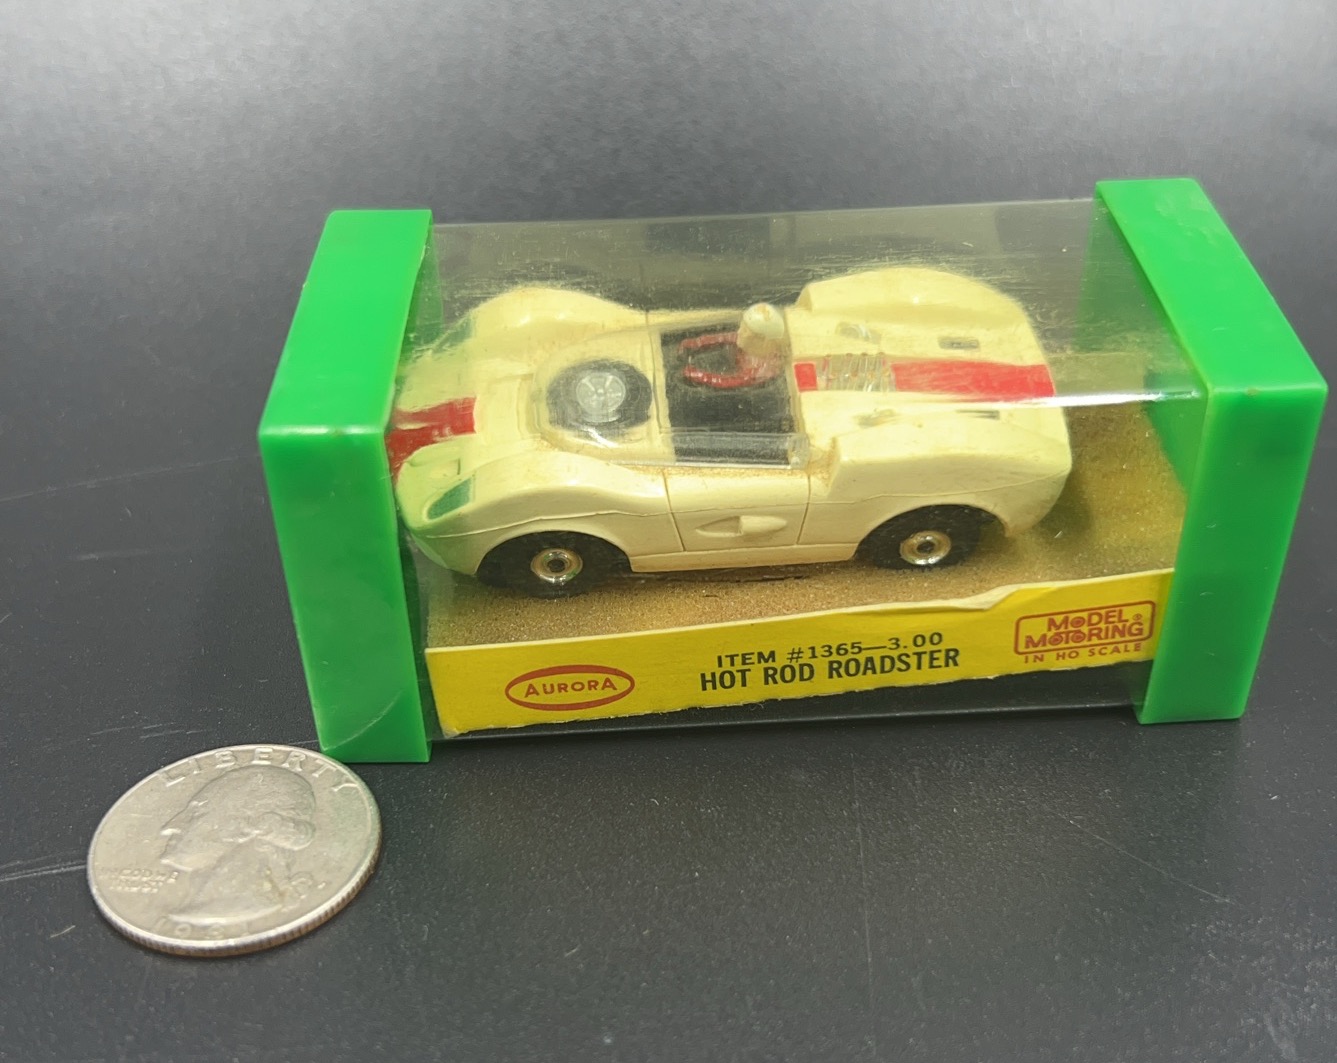 ITEM #1365—3.00
HOT ROD ROADSTER
AURORA
MODEL
MOTORING®
IN HO SCALE
LIBERTY